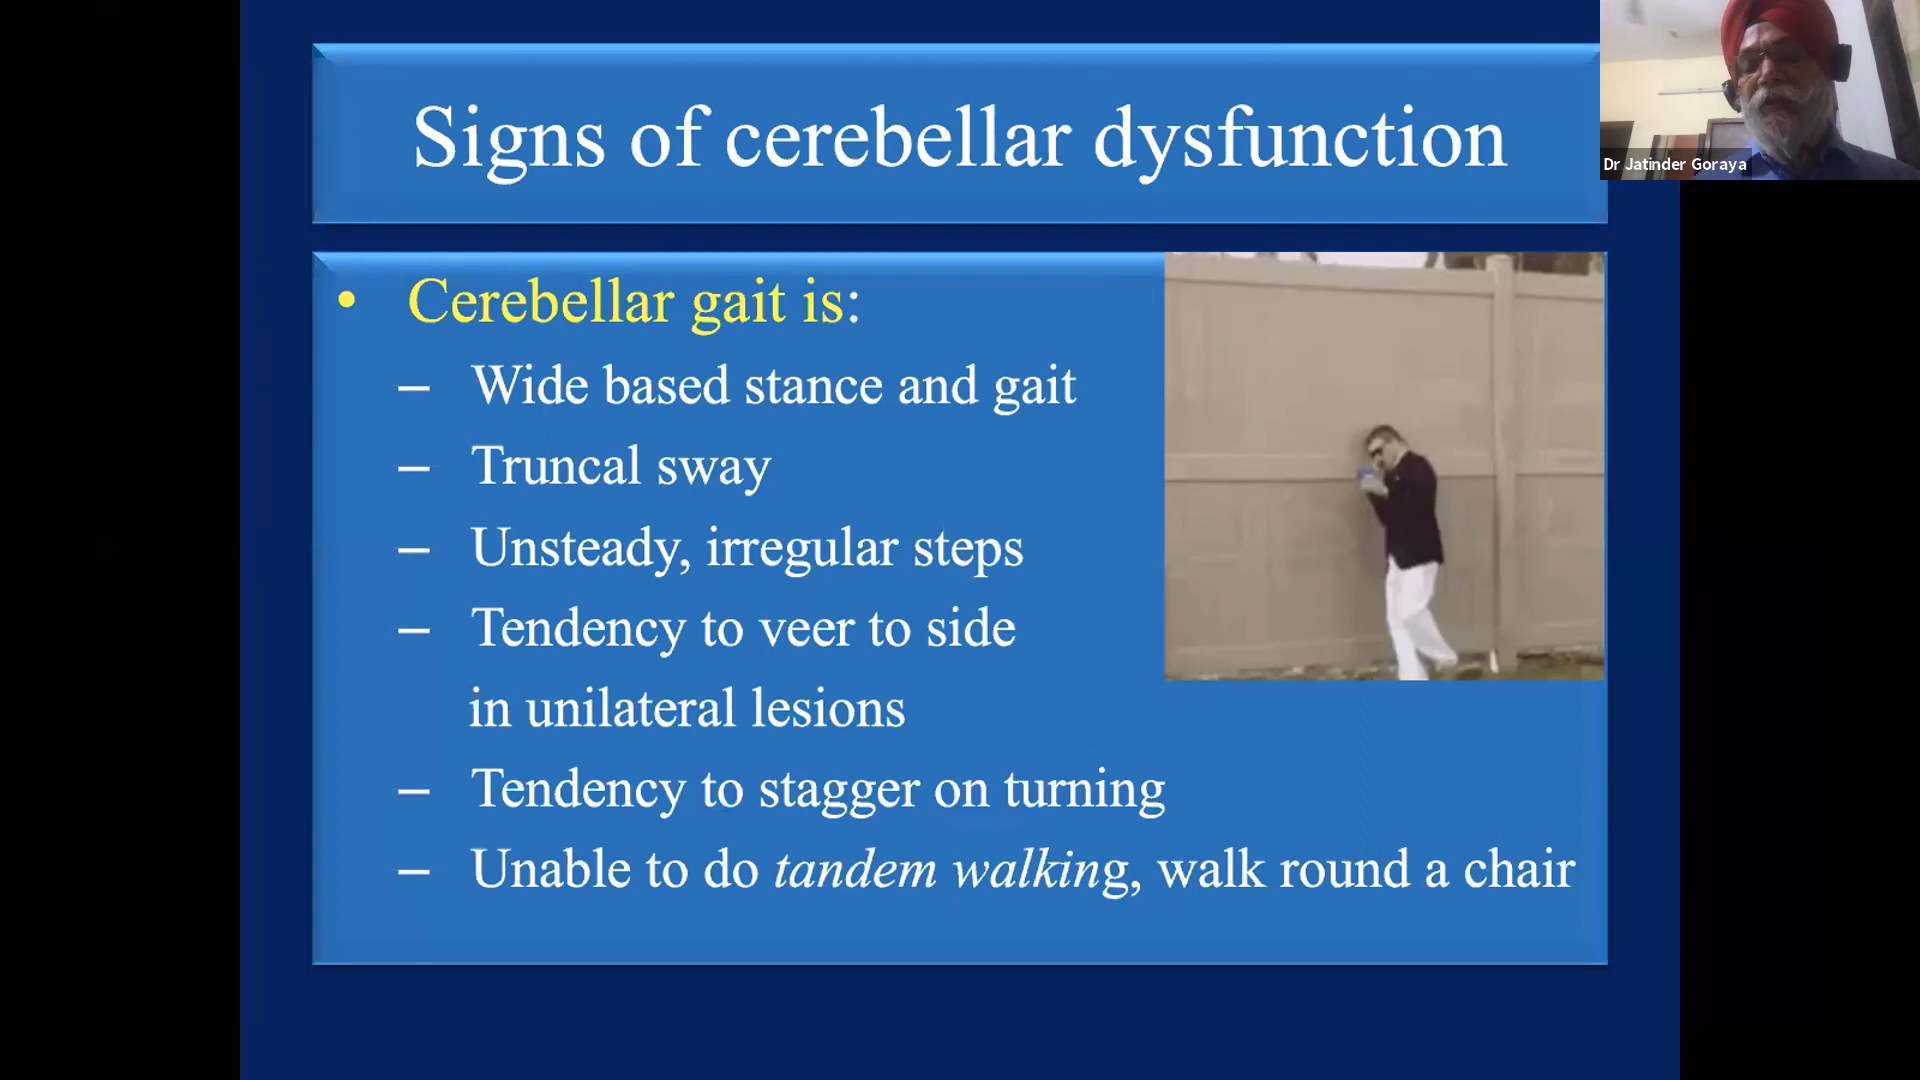 Signs of cerebellar dysfunction
Dr Jatinder Goraya
• Cerebellar gait is:
– Wide based stance and gait
– Truncal sway
– Unsteady, irregular steps
– Tendency to veer to side
in unilateral lesions
– Tendency to stagger on turning
– Unable to do tandem walking, walk round a chair